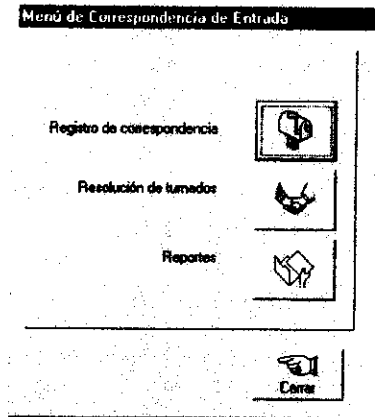 Menú de Correspondencia de Entrada
Registro de correspondencia
Resolución de turnados
Reportes
Cerrar